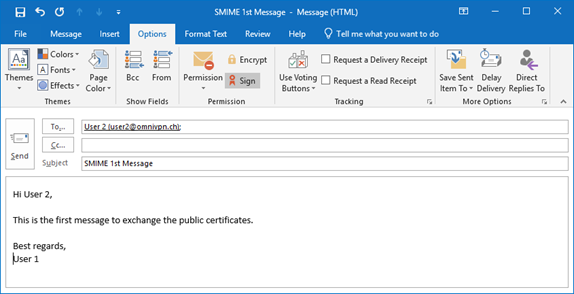 SMIME 1st Message - Message (HTML)
File Message Insert Options Format Text Review Help Tell me what you want to do
Themes
Colors
Fonts
Effects
Page Color
Themes
Bcc
From
Show Fields
Permission
Encrypt
Sign
Permission
Use Voting Buttons
Request a Delivery Receipt
Request a Read Receipt
Tracking
Save Sent Item To
Delay Delivery
Direct Replies To
More Options
Send
To...
User 2 (user2@omnivpn.ch);
Cc...
Subject
SMIME 1st Message
Hi User 2,
This is the first message to exchange the public certificates.
Best regards,
User 1